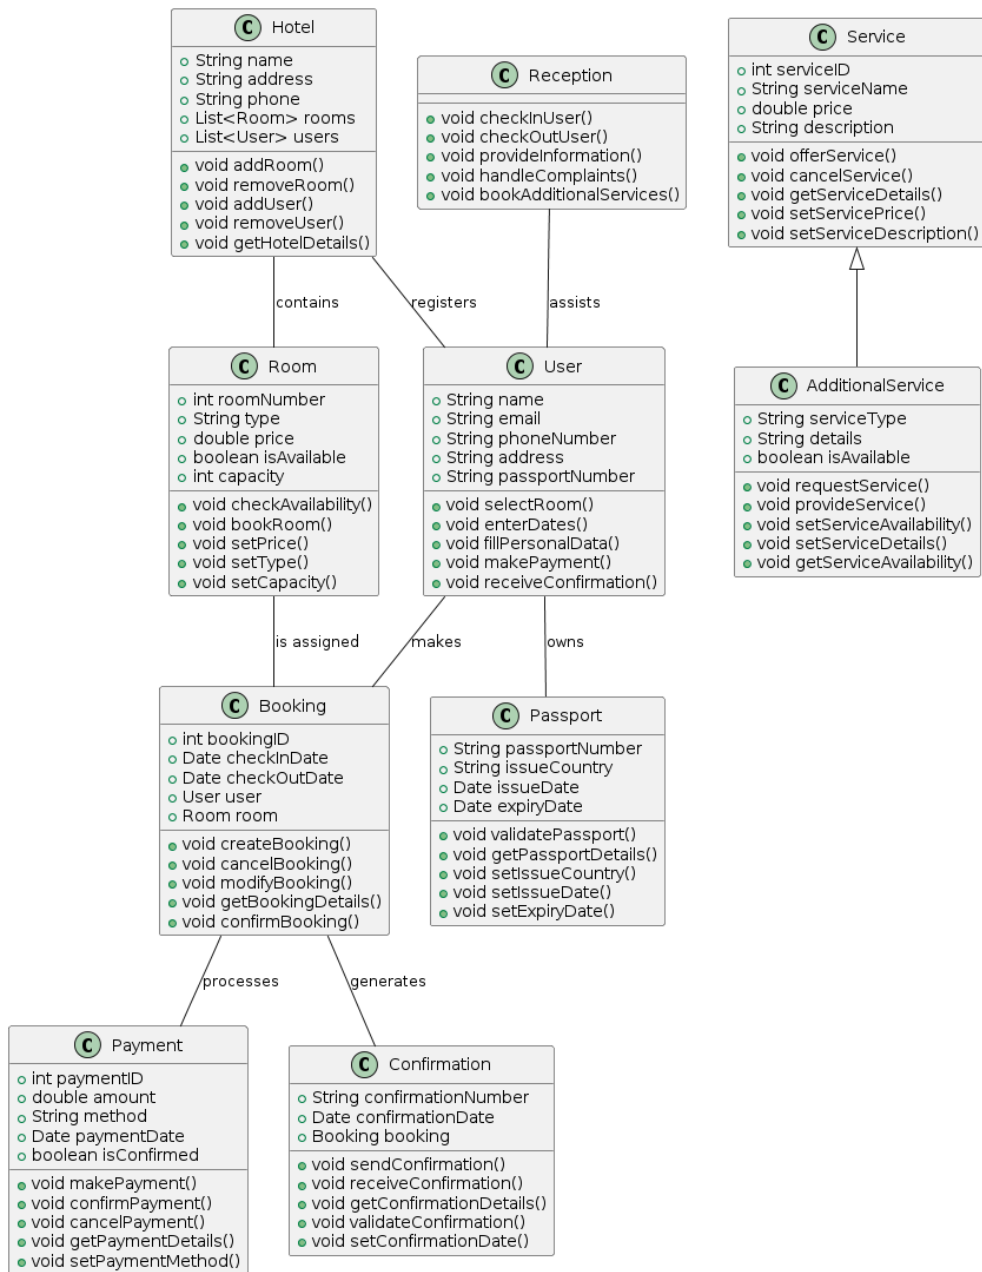 C Hotel
String name
String address
String phone
List<Room> rooms
List<User> users
void addRoom()
void removeRoom()
void addUser()
void removeUser()
void getHotelDetails()
C Reception
void checkInUser()
void checkOutUser()
void provideInformation()
void handleComplaints()
void bookAdditionalServices()
C Service
int serviceID
String serviceName
double price
String description
void offerService()
void cancelService()
void getServiceDetails()
void setServicePrice()
void setServiceDescription()
contains
registers
assists
C Room
int roomNumber
String type
double price
boolean isAvailable
int capacity
void checkAvailability()
void bookRoom()
void setPrice()
void setType()
void setCapacity()
C User
String name
String email
String phoneNumber
String address
String passportNumber
void selectRoom()
void enterDates()
void fillPersonalData()
void makePayment()
void receiveConfirmation()
C AdditionalService
String serviceType
String details
boolean isAvailable
void requestService()
void provideService()
void setServiceAvailability()
void setServiceDetails()
void getServiceAvailability()
is assigned
makes
owns
C Booking
int bookingID
Date checkInDate
Date checkOutDate
User user
Room room
void createBooking()
void cancelBooking()
void modifyBooking()
void getBookingDetails()
void confirmBooking()
C Passport
String passportNumber
String issueCountry
Date issueDate
Date expiryDate
void validatePassport()
void getPassportDetails()
void setIssueCountry()
void setIssueDate()
void setExpiryDate()
processes
generates
C Payment
int paymentID
double amount
String method
Date paymentDate
boolean isConfirmed
void makePayment()
void confirmPayment()
void cancelPayment()
void getPaymentDetails()
void setPaymentMethod()
C Confirmation
String confirmationNumber
Date confirmationDate
Booking booking
void sendConfirmation()
void receiveConfirmation()
void getConfirmationDetails()
void validateConfirmation()
void setConfirmationDate()